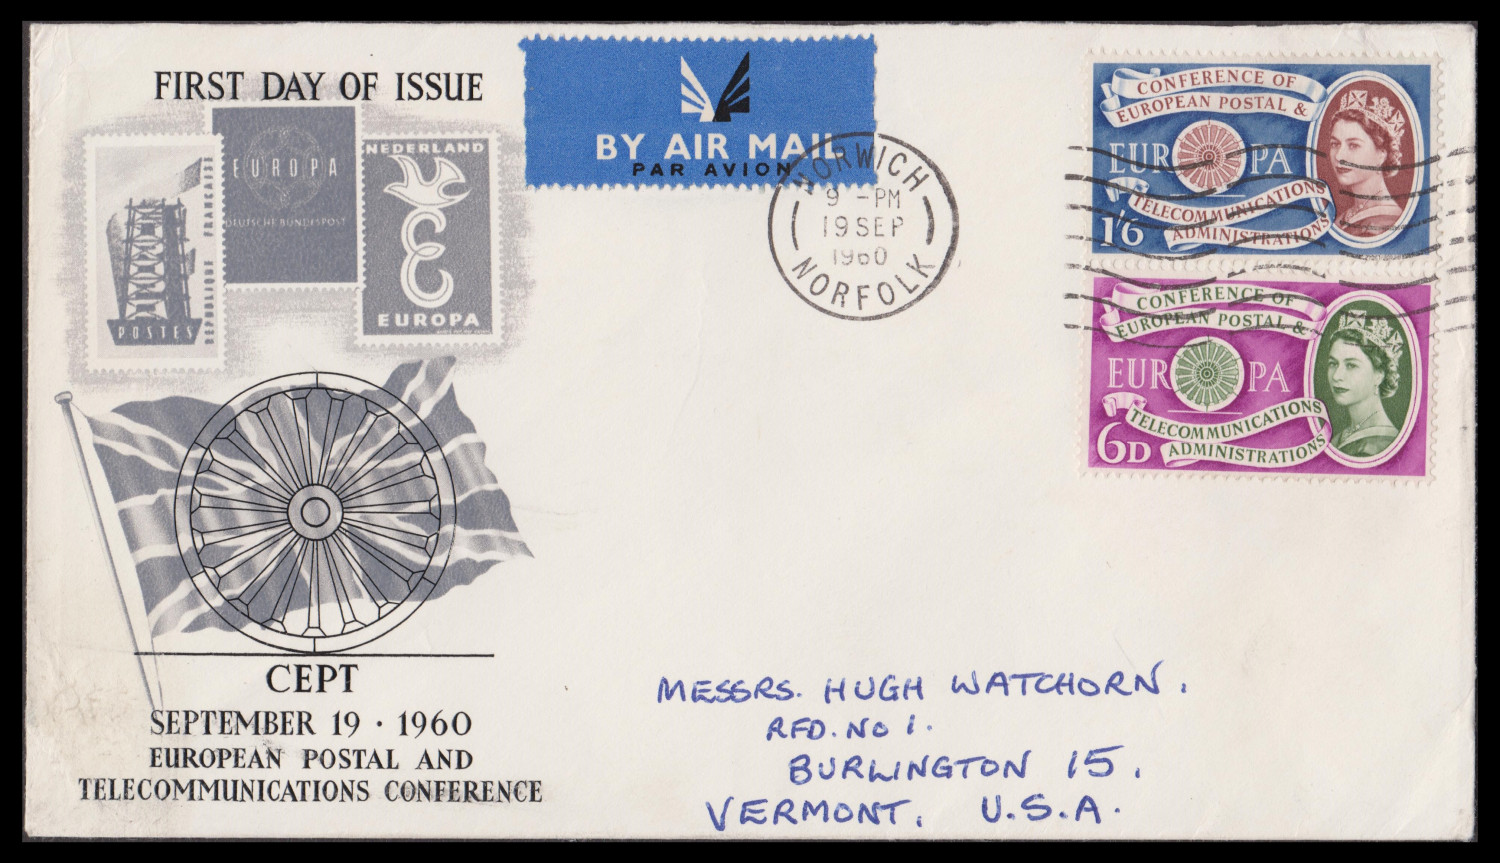 FIRST DAY OF ISSUE
REPUBLIQUE FRANÇAISE
POSTES
EUROPA
DEUTSCHE BUNDESPOST
NEDERLAND
EUROPA
CEPT
SEPTEMBER 19 · 1960
EUROPEAN POSTAL AND
TELECOMMUNICATIONS CONFERENCE
BY AIR MAIL
PAR AVION
NORWICH
9 - PM
19 SEP
1960
NORFOLK
CONFERENCE OF
EUROPEAN POSTAL &
EUROPA
TELECOMMUNICATIONS
ADMINISTRATIONS
1/6
CONFERENCE OF
EUROPEAN POSTAL &
EUROPA
TELECOMMUNICATIONS
ADMINISTRATIONS
6D
MESSRS. HUGH WATCHORN.
RFD. NO 1.
BURLINGTON 15.
VERMONT. U.S.A.